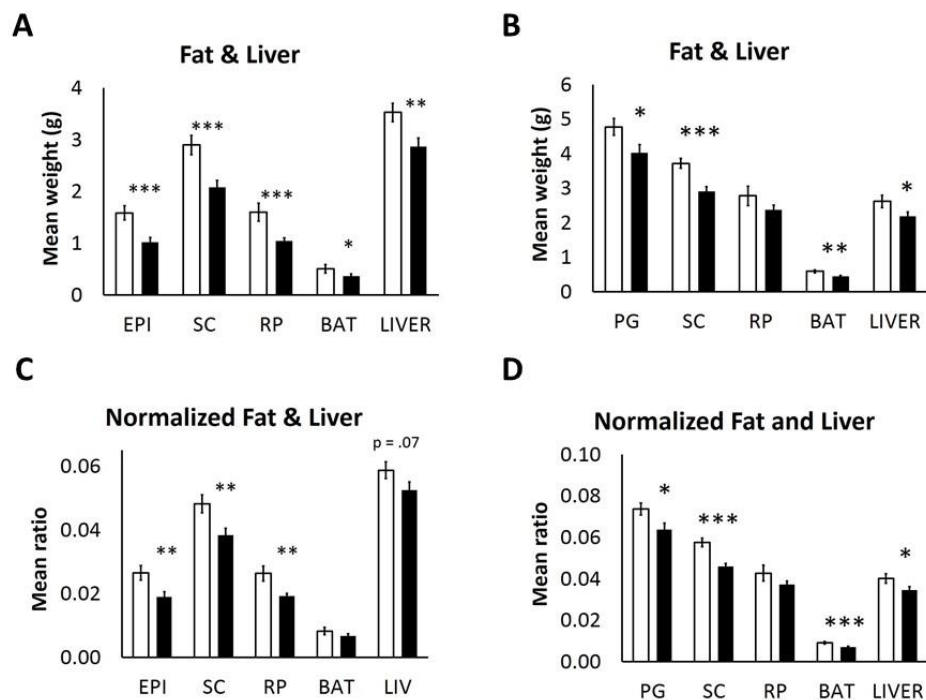 A
Fat & Liver
Mean weight (g)
4
3
2
1
0
***
***
***
*
**
EPI SC RP BAT LIVER
B
Fat & Liver
Mean weight (g)
6
5
4
3
2
1
0
*
***
**
*
PG SC RP BAT LIVER
C
Normalized Fat & Liver
Mean ratio
0.06
0.04
0.02
0.00
**
**
**
p = .07
EPI SC RP BAT LIV
D
Normalized Fat and Liver
Mean ratio
0.10
0.08
0.06
0.04
0.02
0.00
*
***
***
*
PG SC RP BAT LIVER